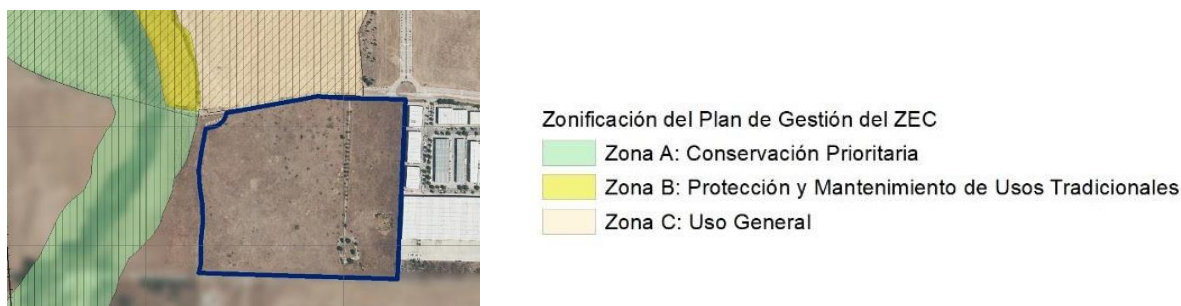 Zonificación del Plan de Gestión del ZEC
Zona A: Conservación Prioritaria
Zona B: Protección y Mantenimiento de Usos Tradicionales
Zona C: Uso General